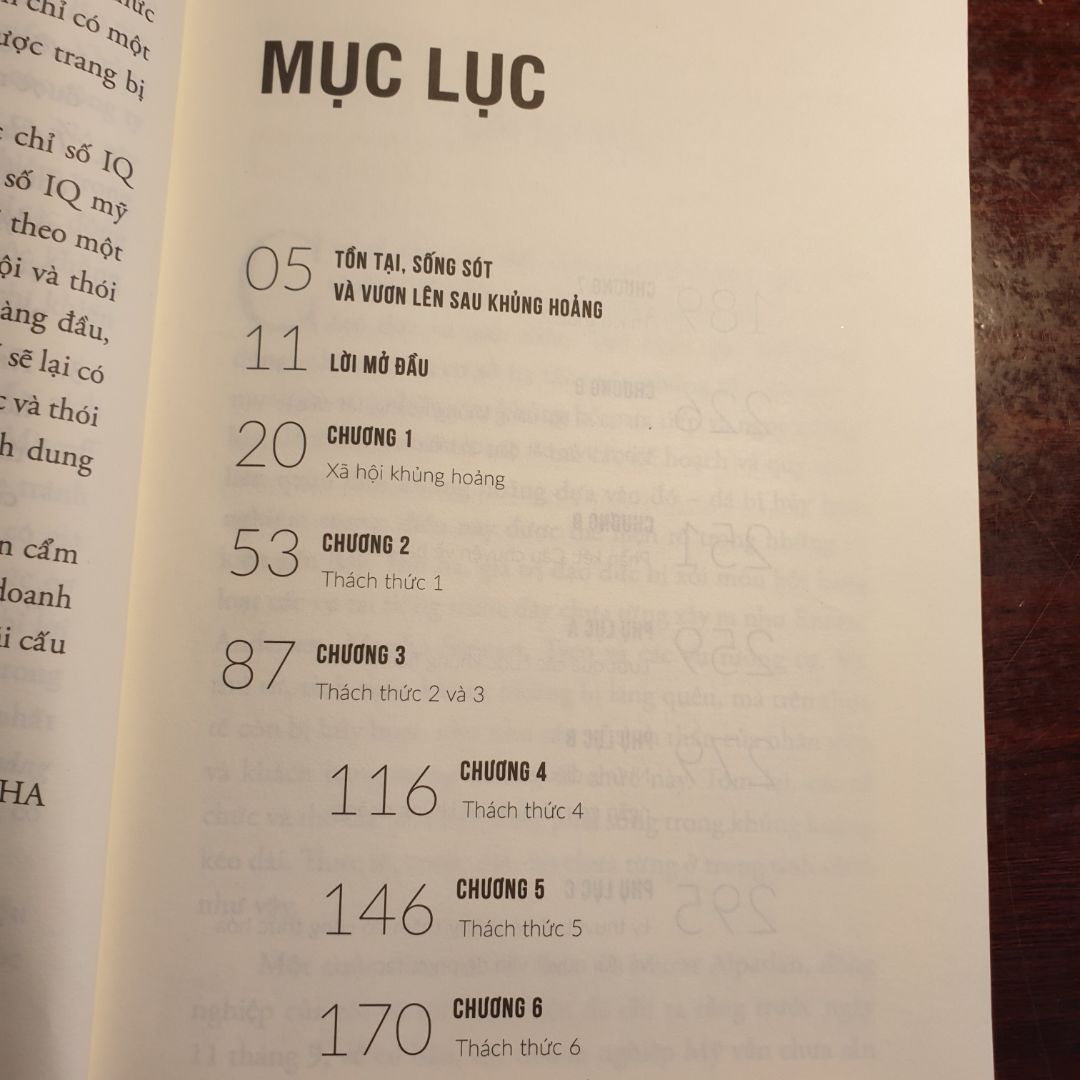 chỉ có một
ược trang bị
chỉ số IQ
số IQ mỹ
theo một
ội và thói
àng đầu,
sẽ lại có
và thói
h dung
n cẩm
doanh
i cấu
HA
MỤC LỤC
05 TỒN TẠI, SỐNG SÓT
VÀ VƯƠN LÊN SAU KHỦNG HOẢNG
11 LỜI MỞ ĐẦU
20 CHƯƠNG 1
Xã hội khủng hoảng
53 CHƯƠNG 2
Thách thức 1
87 CHƯƠNG 3
Thách thức 2 và 3
116 CHƯƠNG 4
Thách thức 4
146 CHƯƠNG 5
Thách thức 5
170 CHƯƠNG 6
Thách thức 6